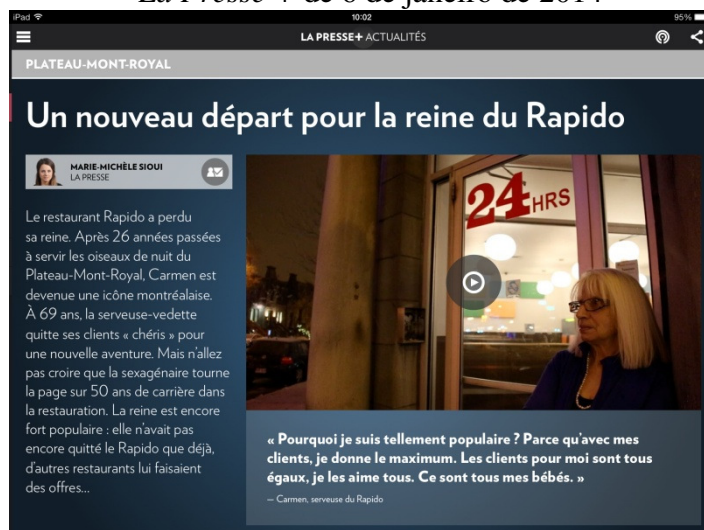 La Presse + de 6 de janeiro de 2014
iPad
10:02
95%
LA PRESSE+ ACTUALITÉS
PLATEAU-MONT-ROYAL
Un nouveau départ pour la reine du Rapido
MARIE-MICHÈLE SIOUI
LA PRESSE
Le restaurant Rapido a perdu
sa reine. Après 26 années passées
à servir les oiseaux de nuit du
Plateau-Mont-Royal, Carmen est
devenue une icône montréalaise.
À 69 ans, la serveuse-vedette
quitte ses clients « chéris » pour
une nouvelle aventure. Mais n'allez
pas croire que la sexagénaire tourne
la page sur 50 ans de carrière dans
la restauration. La reine est encore
fort populaire : elle n'avait pas
encore quitté le Rapido que déjà,
d'autres restaurants lui faisaient
des offres...
24 HRS
« Pourquoi je suis tellement populaire ? Parce qu'avec mes
clients, je donne le maximum. Les clients pour moi sont tous
égaux, je les aime tous. Ce sont tous mes bébés. »
— Carmen, serveuse du Rapido